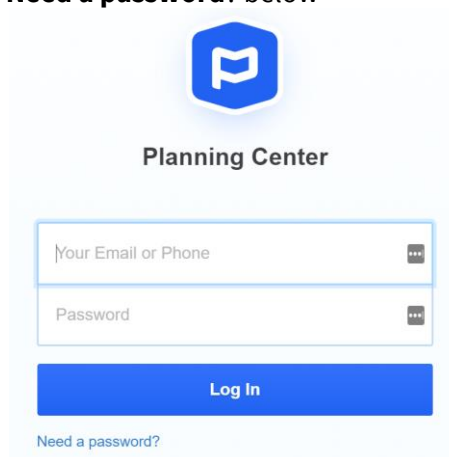 Need a password? below
Planning Center
Your Email or Phone
Password
Log In
Need a password?